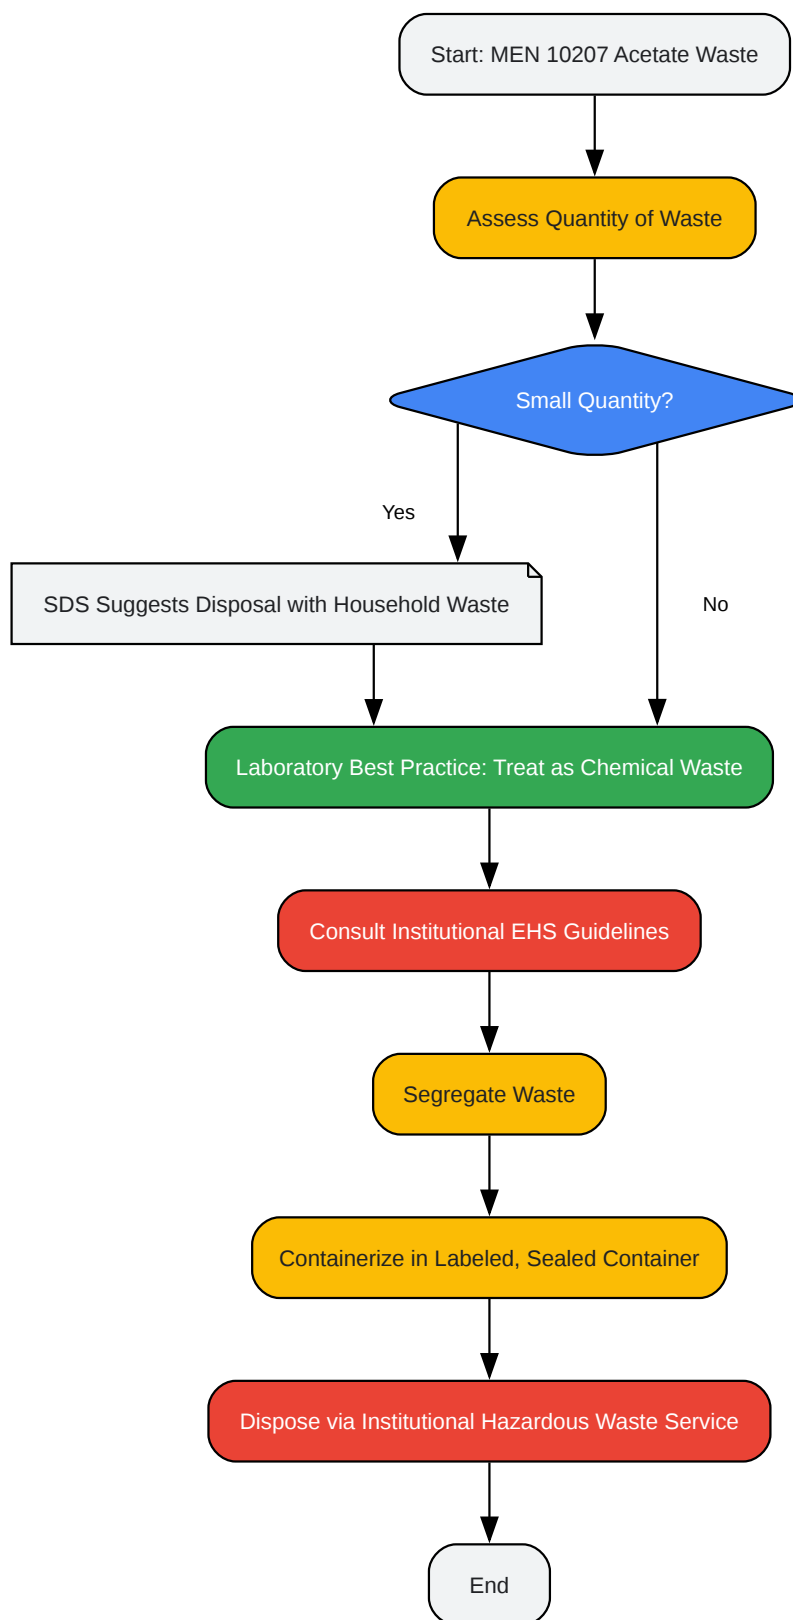 Start: MEN 10207 Acetate Waste
Assess Quantity of Waste
Small Quantity?
Yes
SDS Suggests Disposal with Household Waste
No
Laboratory Best Practice: Treat as Chemical Waste
Consult Institutional EHS Guidelines
Segregate Waste
Containerize in Labeled, Sealed Container
Dispose via Institutional Hazardous Waste Service
End